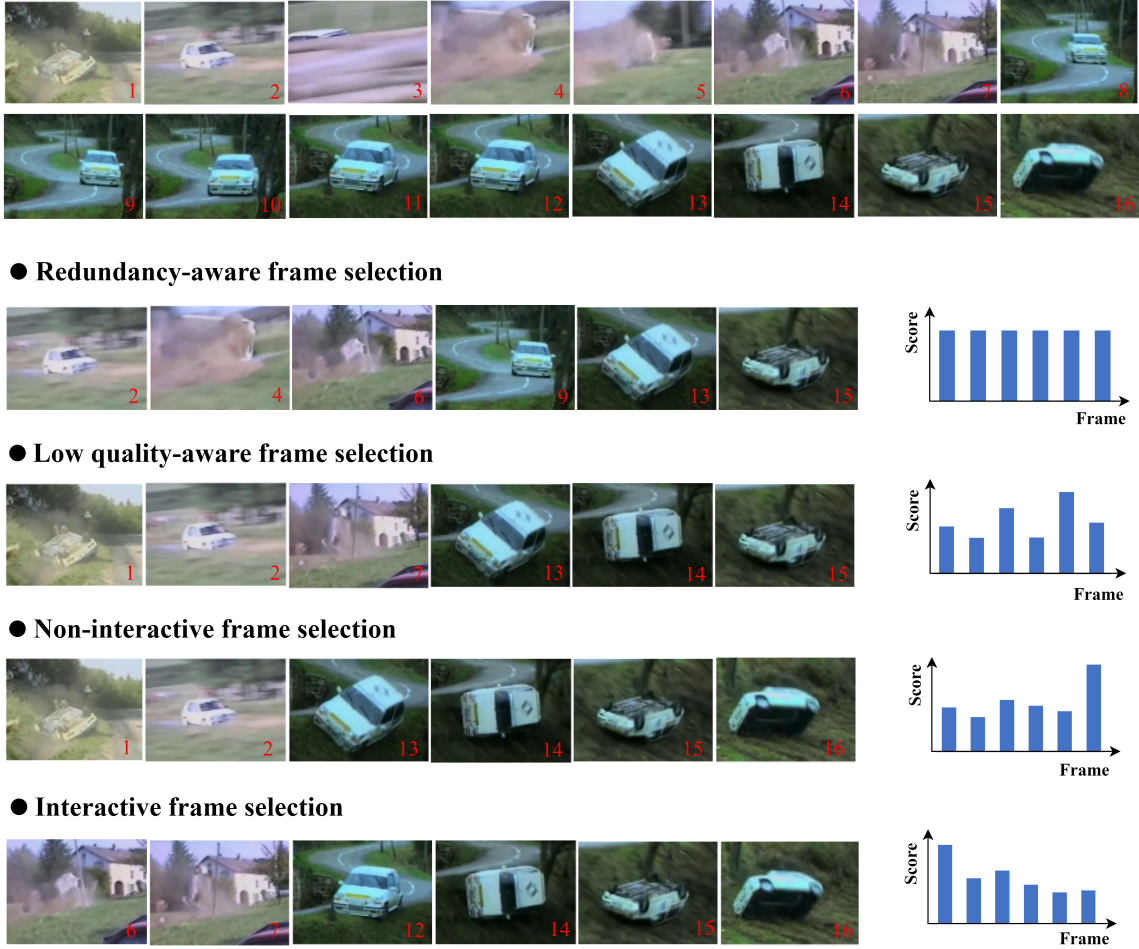 1 2 3 4 5 6 7 8
9 10 11 12 13 14 15 16
● Redundancy-aware frame selection
2 4 6 9 13 15
Score
Frame
● Low quality-aware frame selection
1 2 7 13 14 15
Score
Frame
● Non-interactive frame selection
1 2 13 14 15 16
Score
Frame
● Interactive frame selection
6 7 12 14 15 16
Score
Frame